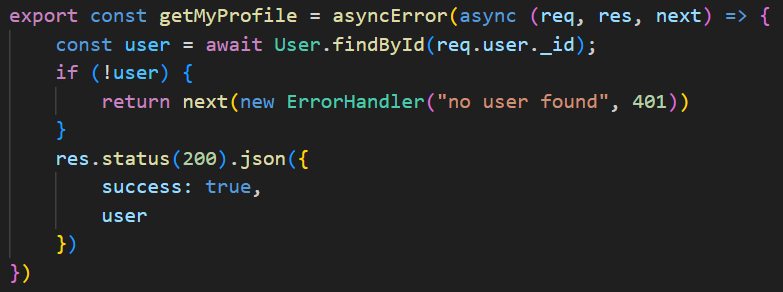 export const getMyProfile = asyncError(async (req, res, next) => {
    const user = await User.findById(req.user._id);
    if (!user) {
        return next(new ErrorHandler("no user found", 401))
    }
    res.status(200).json({
        success: true,
        user
    })
})